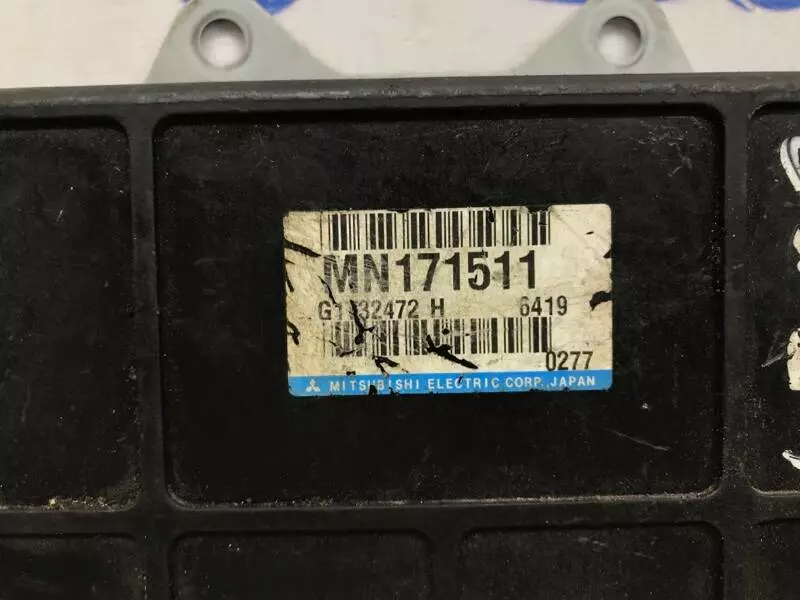 MN171511
6419
0277
MITSUBISHI ELECTRIC CORP. JAPAN